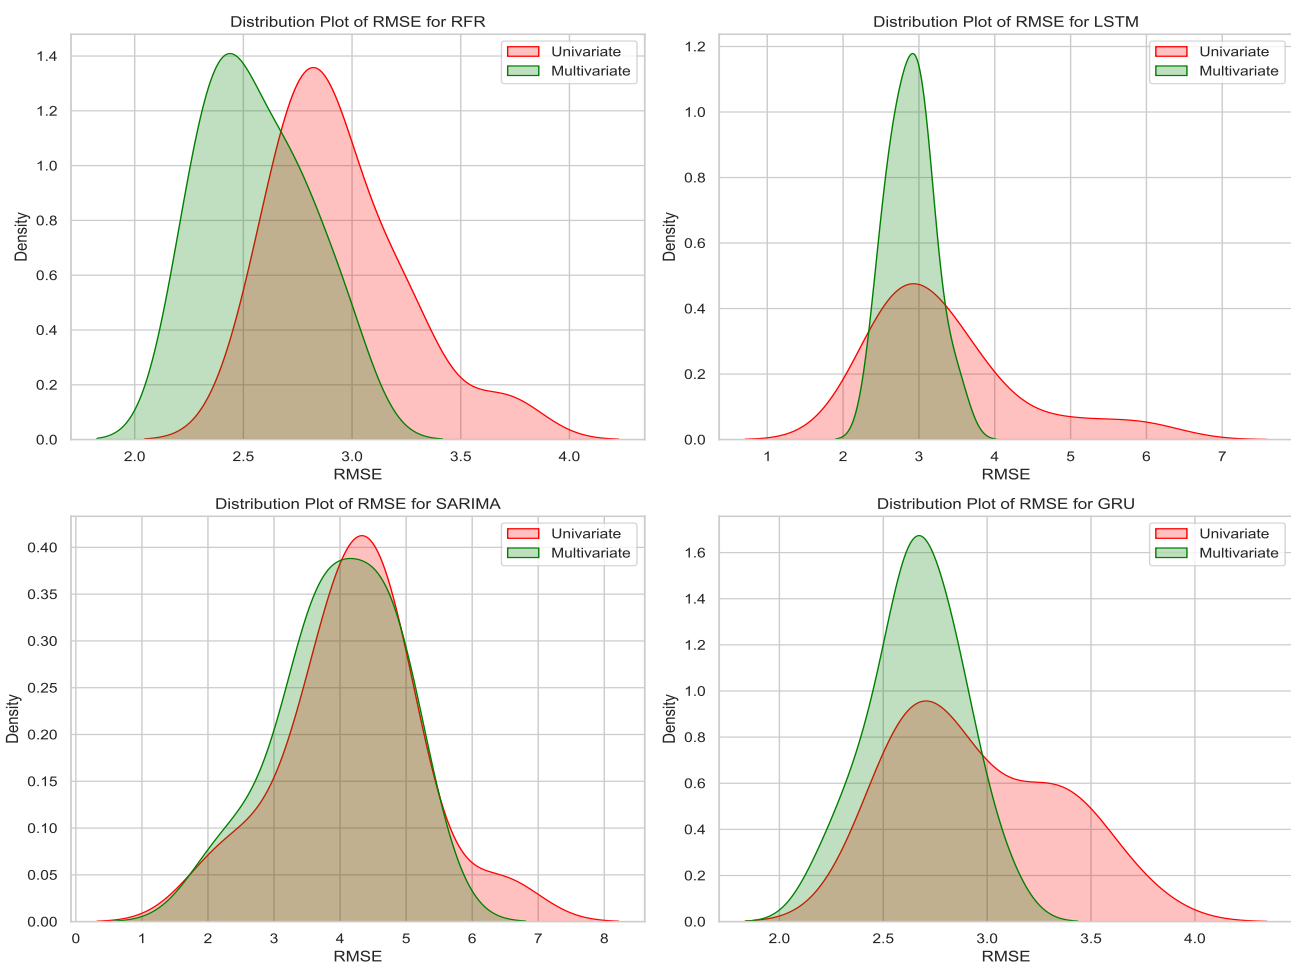 Distribution Plot of RMSE for RFR
Univariate
Multivariate
Density
1.4
1.2
1.0
0.8
0.6
0.4
0.2
0.0
2.0 2.5 3.0 3.5 4.0
RMSE
Distribution Plot of RMSE for LSTM
Univariate
Multivariate
Density
1.2
1.0
0.8
0.6
0.4
0.2
0.0
1 2 3 4 5 6 7
RMSE
Distribution Plot of RMSE for SARIMA
Univariate
Multivariate
Density
0.40
0.35
0.30
0.25
0.20
0.15
0.10
0.05
0.00
0 1 2 3 4 5 6 7 8
RMSE
Distribution Plot of RMSE for GRU
Univariate
Multivariate
Density
1.6
1.4
1.2
1.0
0.8
0.6
0.4
0.2
0.0
2.0 2.5 3.0 3.5 4.0
RMSE